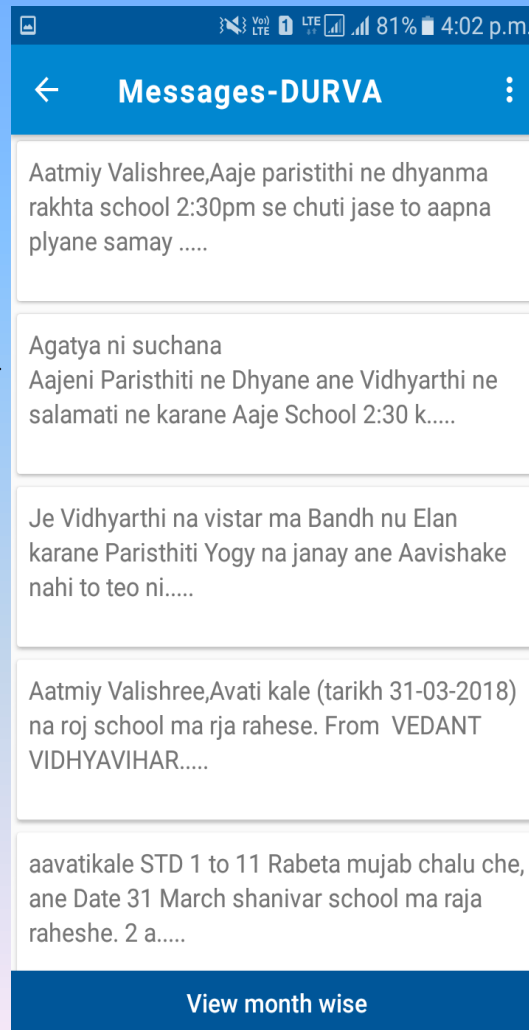 81% 4:02 p.m.
Messages-DURVA
Aatmiy Valishree,Aaje paristithi ne dhyanma
rakhta school 2:30pm se chuti jase to aapna
plyane samay .....
Agatya ni suchana
Aajeni Paristhiti ne Dhyane ane Vidhyarthi ne
salamati ne karane Aaje School 2:30 k.....
Je Vidhyarthi na vistar ma Bandh nu Elan
karane Paristhiti Yogy na janay ane Aavishake
nahi to teo ni.....
Aatmiy Valishree,Avati kale (tarikh 31-03-2018)
na roj school ma rja rahese. From  VEDANT
VIDHYAVIHAR.....
aavatikale STD 1 to 11 Rabeta mujab chalu che,
ane Date 31 March shanivar school ma raja
raheshe. 2 a.....
View month wise